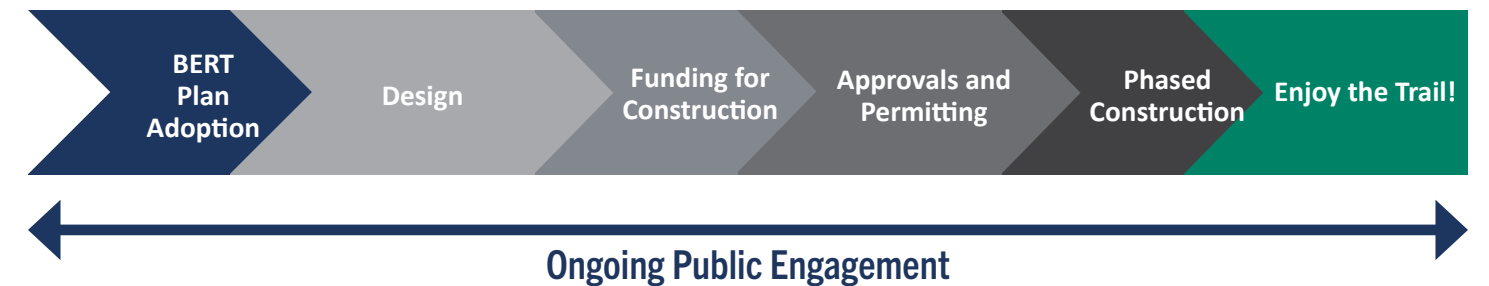 BERT
Plan
Adoption
Design
Funding for
Construction
Approvals and
Permitting
Phased
Construction
Enjoy the Trail!
Ongoing Public Engagement